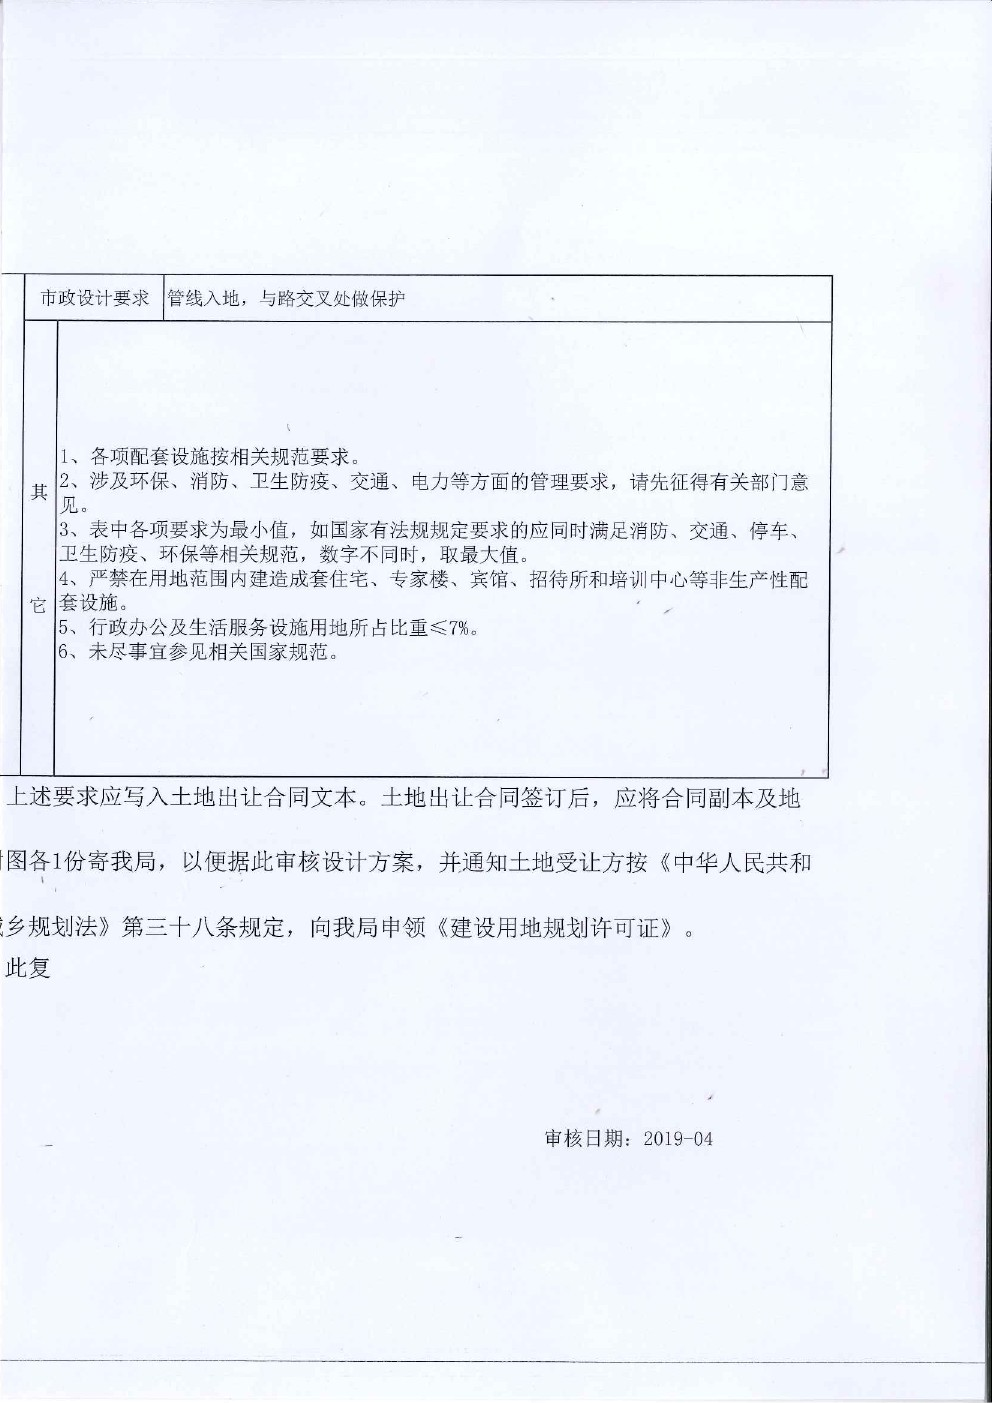 市政设计要求 管线入地，与路交叉处做保护
其它
1、各项配套设施按相关规范要求。
2、涉及环保、消防、卫生防疫、交通、电力等方面的管理要求，请先征得有关部门意
见。
3、表中各项要求为最小值，如国家有法规规定要求的应同时满足消防、交通、停车、
卫生防疫、环保等相关规范，数字不同时，取最大值。
4、严禁在用地范围内建造成套住宅、专家楼、宾馆、招待所和培训中心等非生产性配
套设施。
5、行政办公及生活服务设施用地所占比重≤7%。
6、未尽事宜参见相关国家规范。
上述要求应写入土地出让合同文本。土地出让合同签订后，应将合同副本及地
图各1份寄我局，以便据此审核设计方案，并通知土地受让方按《中华人民共和
乡规划法》第三十八条规定，向我局申领《建设用地规划许可证》。
此复
审核日期：2019-04